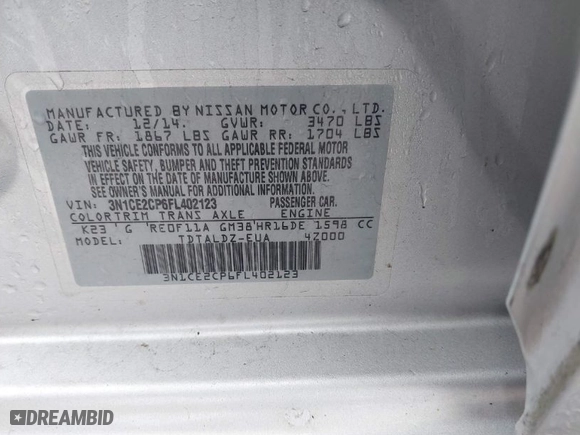 MANUFACTURED BY NISSAN MOTOR CO., LTD.
DATE: 12/14. GVWR: 3470 LBS
GAWR FR: 1867 LBS GAWR RR: 1704 LBS
THIS VEHICLE CONFORMS TO ALL APPLICABLE FEDERAL MOTOR
VEHICLE SAFETY, BUMPER AND THEFT PREVENTION STANDARDS
IN EFFECT ON THE DATE OF MANUFACTURE SHOWN ABOVE.
SEE OWNER'S MANUAL FOR ADDITIONAL INFORMATION.
VIN: 3N1CE2CP6FL402123 PASSENGER CAR.
COLOR TRIM TRANS AXLE ENGINE
K23 G RE0F11A GM38 HR16DE 1598 CC
MODEL: TDTALDZ-EUA 4Z000
3N1CE2CP6FL402123
DREAMBID